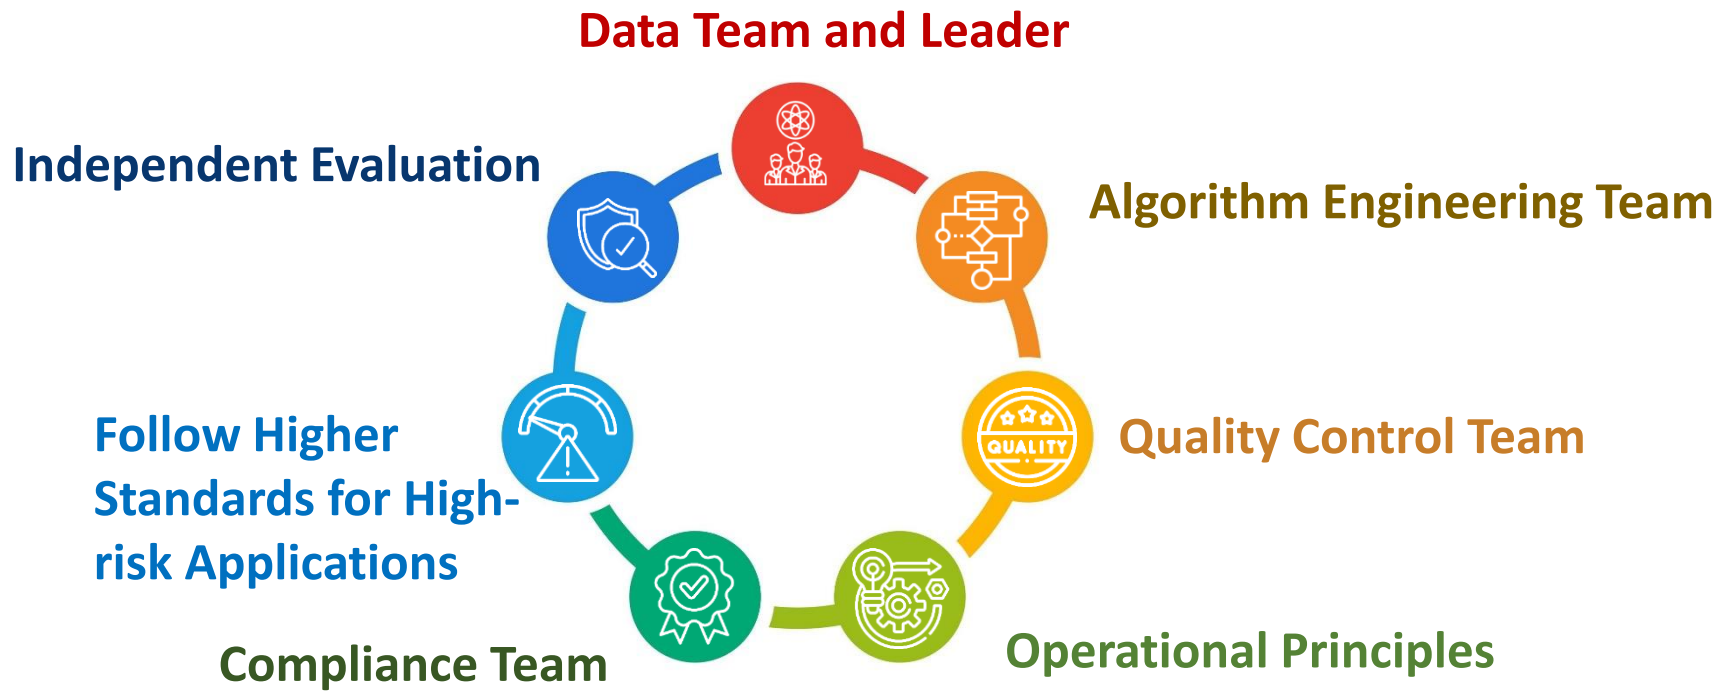 Data Team and Leader
Independent Evaluation
Algorithm Engineering Team
Follow Higher
Standards for High-
risk Applications
QUALITY
Quality Control Team
Compliance Team
Operational Principles